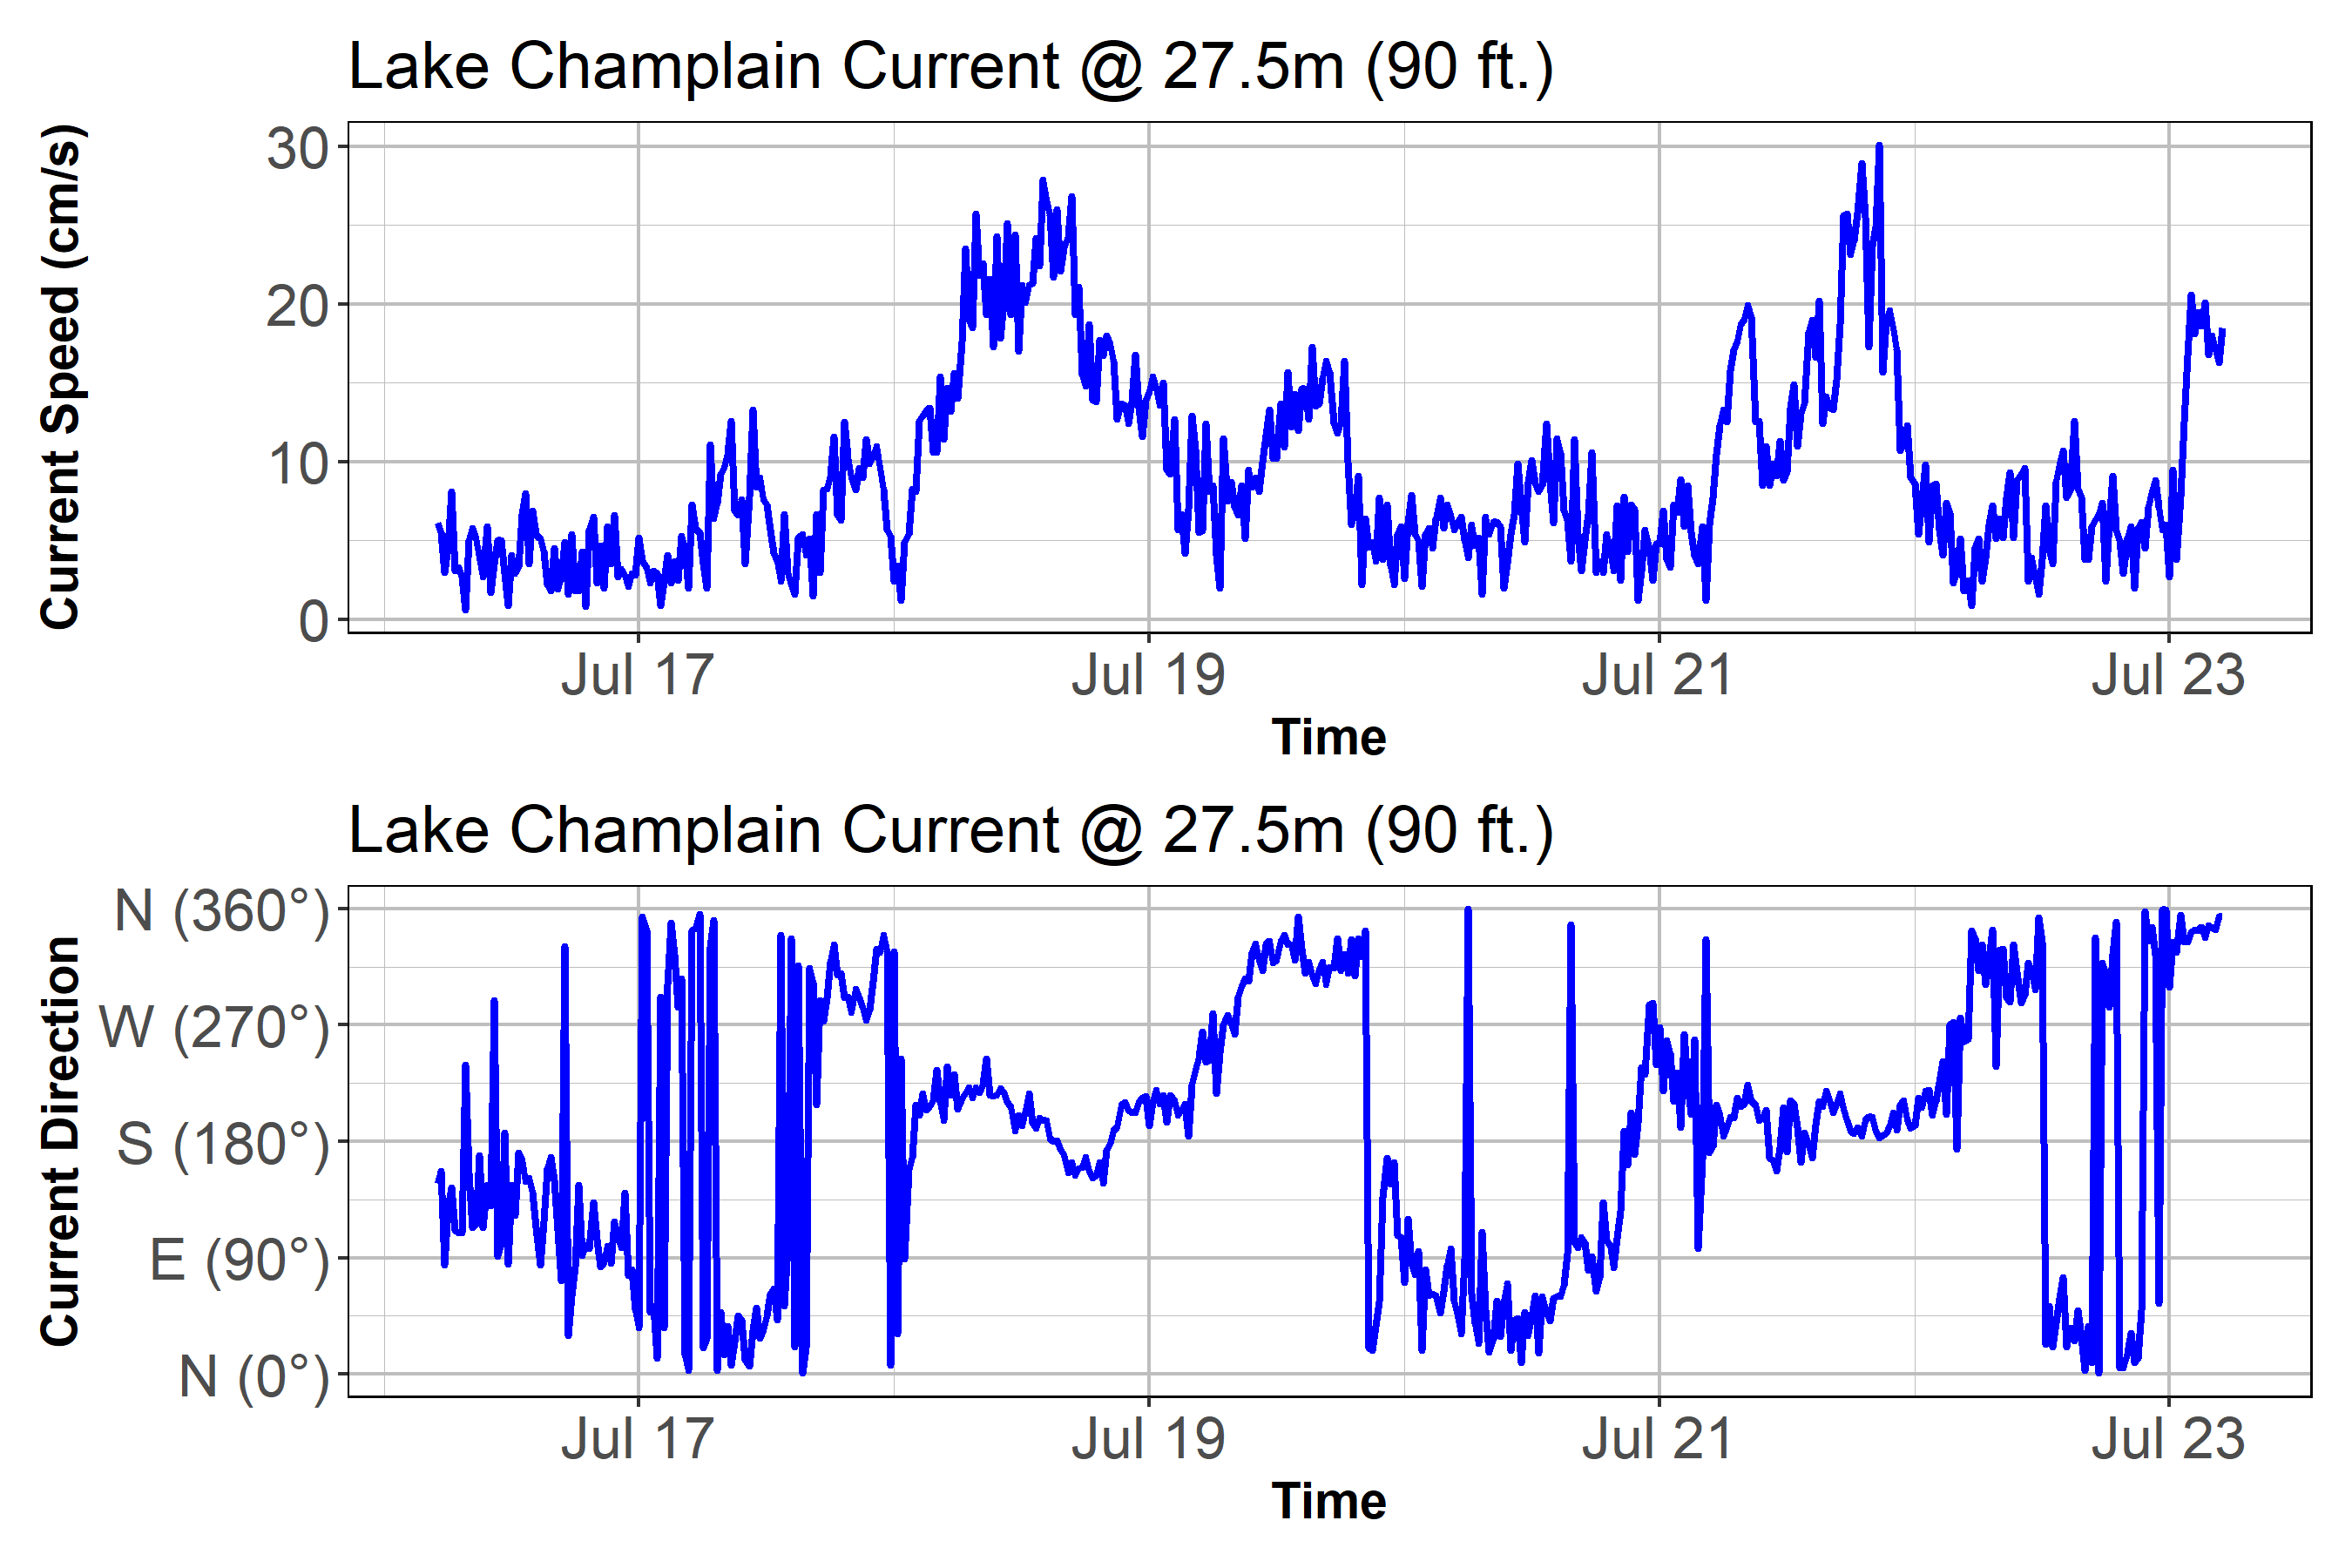 Lake Champlain Current @ 27.5m (90 ft.)
Current Speed (cm/s)
30
20
10
0
Jul 17 Jul 19 Jul 21 Jul 23
Time
Lake Champlain Current @ 27.5m (90 ft.)
Current Direction
N (360°)
W (270°)
S (180°)
E (90°)
N (0°)
Jul 17 Jul 19 Jul 21 Jul 23
Time